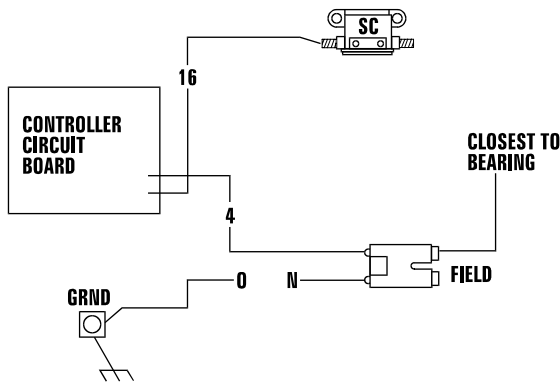 SC
16
CONTROLLER
CIRCUIT
BOARD
CLOSEST TO
BEARING
4
0 N
FIELD
GRND